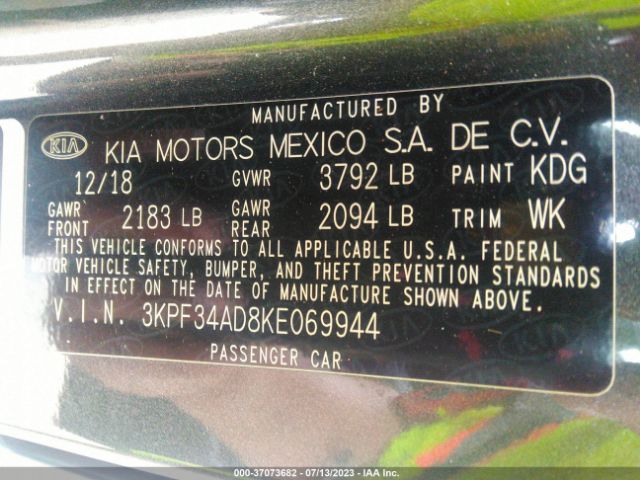 MANUFACTURED BY
KIA KIA MOTORS MEXICO S.A. DE C.V.
12/18 GVWR 3792 LB PAINT KDG
GAWR FRONT 2183 LB GAWR REAR 2094 LB TRIM WK
THIS VEHICLE CONFORMS TO ALL APPLICABLE U.S.A. FEDERAL
MOTOR VEHICLE SAFETY, BUMPER, AND THEFT PREVENTION STANDARDS
IN EFFECT ON THE DATE OF MANUFACTURE SHOWN ABOVE.
V.I.N. 3KPF34AD8KE069944
PASSENGER CAR
000-37073682 - 07/13/2023 - IAA Inc.